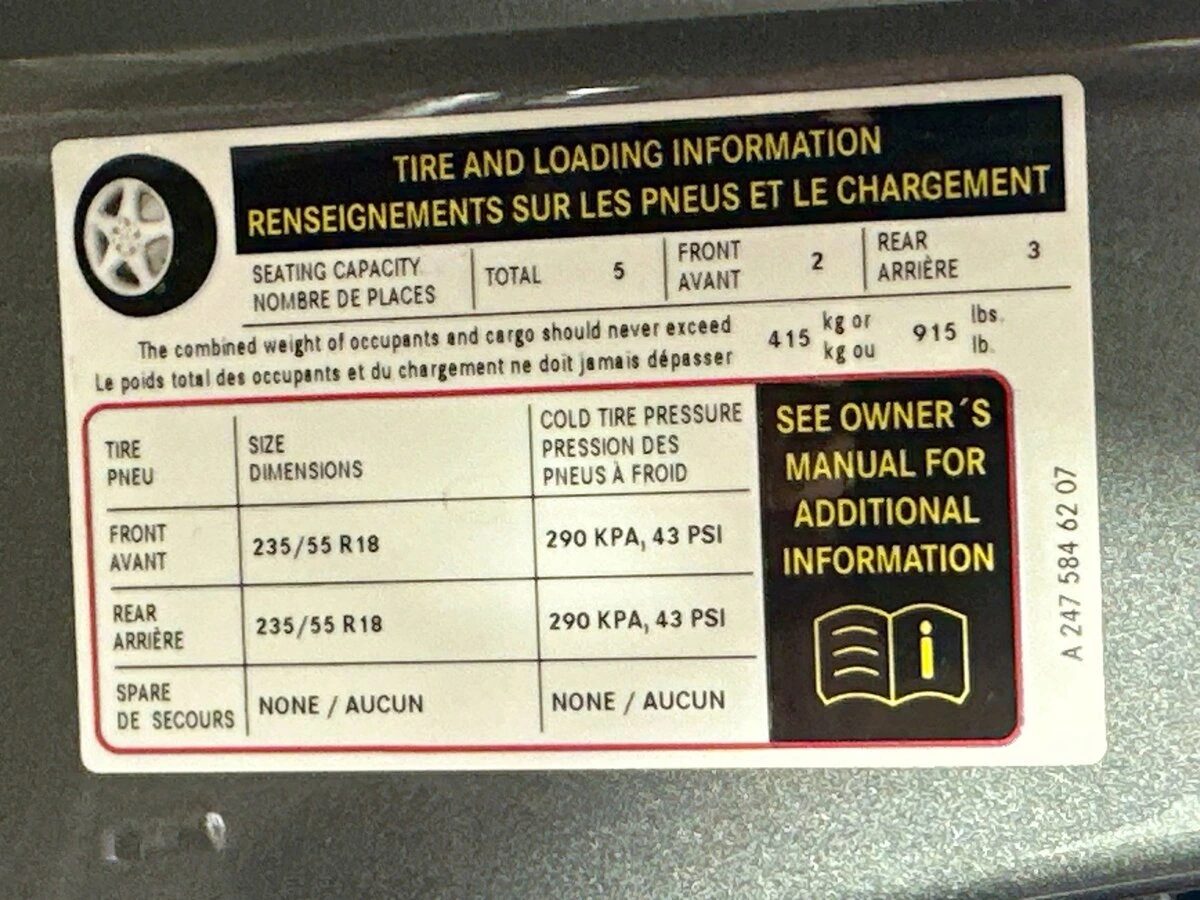 TIRE AND LOADING INFORMATION
RENSEIGNEMENTS SUR LES PNEUS ET LE CHARGEMENT
SEATING CAPACITY
NOMBRE DE PLACES
TOTAL 5
FRONT
AVANT
2
REAR
ARRIÈRE
3
The combined weight of occupants and cargo should never exceed
Le poids total des occupants et du chargement ne doit jamais dépasser
415
kg or
kg ou
915
lbs.
lb.
TIRE
PNEU
SIZE
DIMENSIONS
COLD TIRE PRESSURE
PRESSION DES
PNEUS À FROID
FRONT
AVANT
235/55 R18
290 KPA, 43 PSI
REAR
ARRIÈRE
235/55 R18
290 KPA, 43 PSI
SPARE
DE SECOURS
NONE / AUCUN
NONE / AUCUN
SEE OWNER´S
MANUAL FOR
ADDITIONAL
INFORMATION
A 247 584 62 07